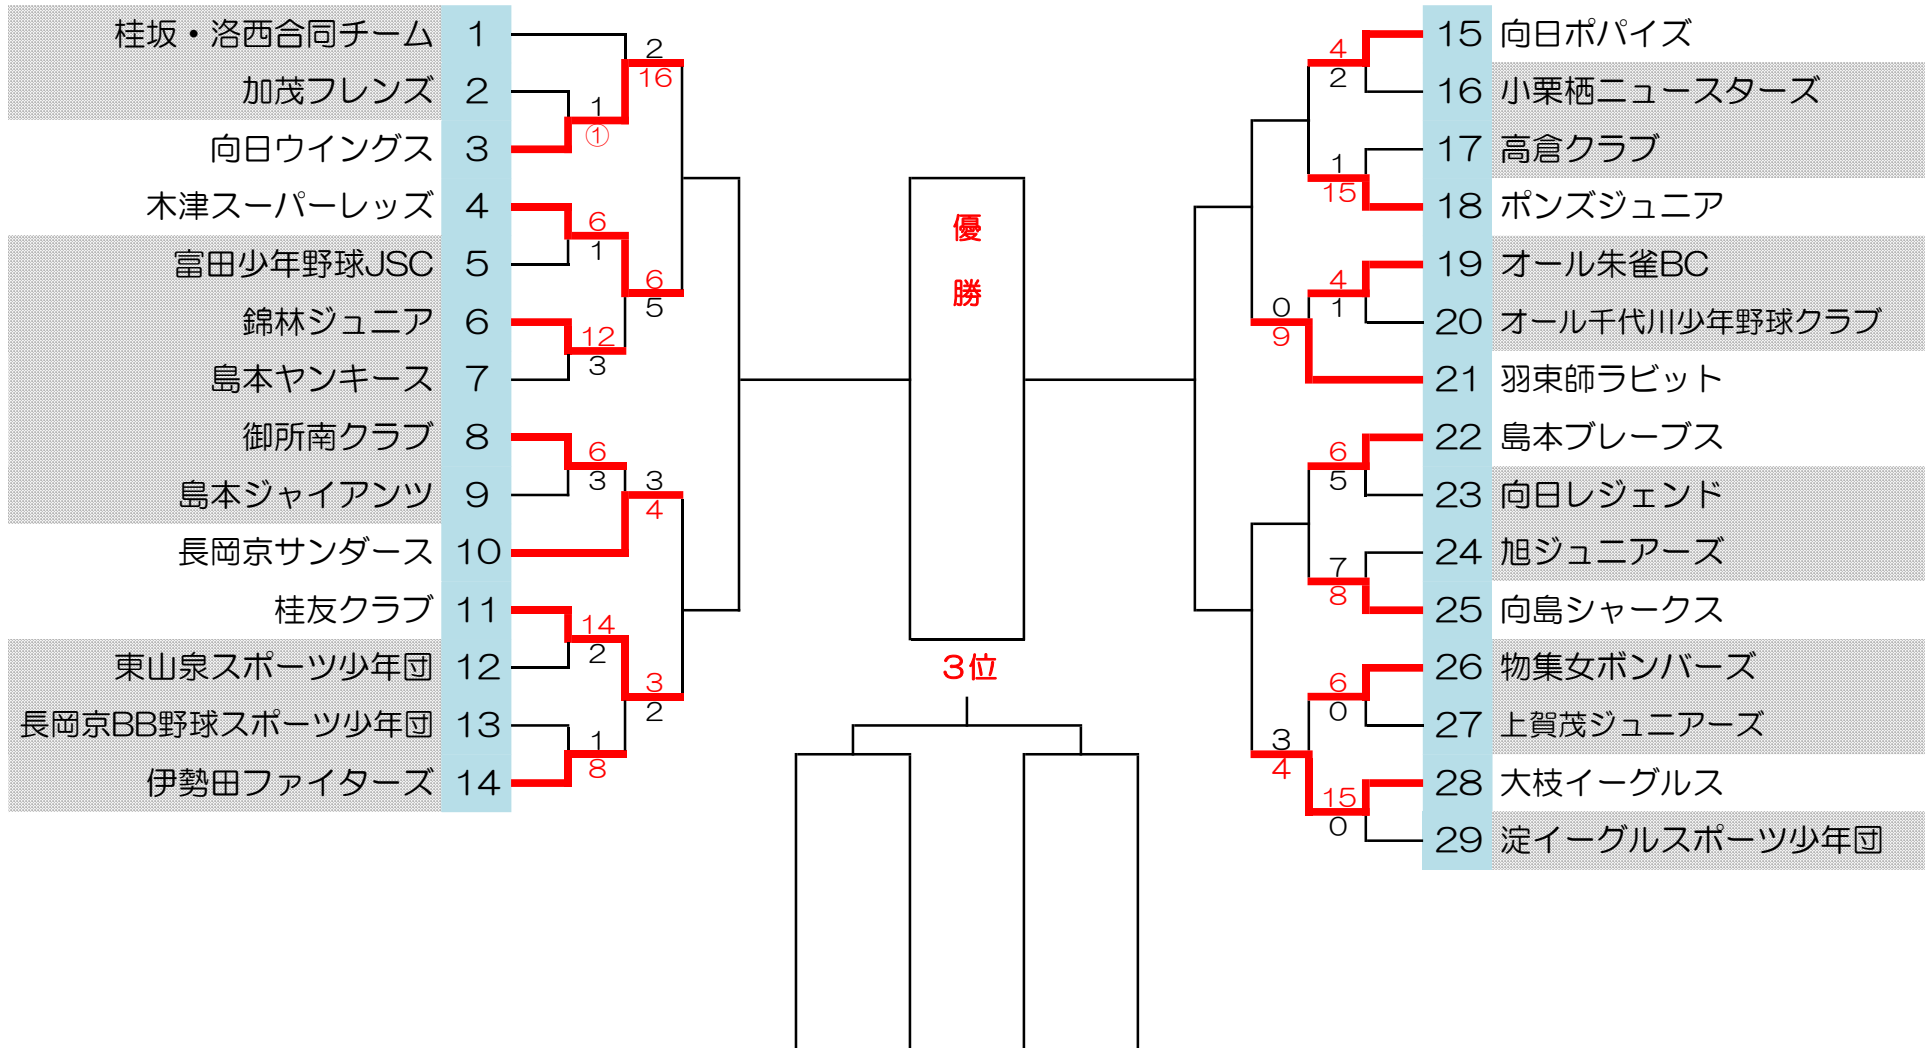 桂坂・洛西合同チーム 1
加茂フレンズ 2
向日ウイングス 3
木津スーパーレッズ 4
富田少年野球JSC 5
錦林ジュニア 6
島本ヤンキース 7
御所南クラブ 8
島本ジャイアンツ 9
長岡京サンダース 10
桂友クラブ 11
東山泉スポーツ少年団 12
長岡京BB野球スポーツ少年団 13
伊勢田ファイターズ 14
2
16
1
①
6
1
6
5
12
3
6
3
3
4
14
2
3
2
1
8
優
勝
3位
4
2
1
15
4
1
0
9
6
5
7
8
6
0
3
4
15
0
15 向日ポパイズ
16 小栗栖ニュースターズ
17 高倉クラブ
18 ポンズジュニア
19 オール朱雀BC
20 オール千代川少年野球クラブ
21 羽束師ラビット
22 島本ブレーブス
23 向日レジェンド
24 旭ジュニアーズ
25 向島シャークス
26 物集女ボンバーズ
27 上賀茂ジュニアーズ
28 大枝イーグルス
29 淀イーグルスポーツ少年団